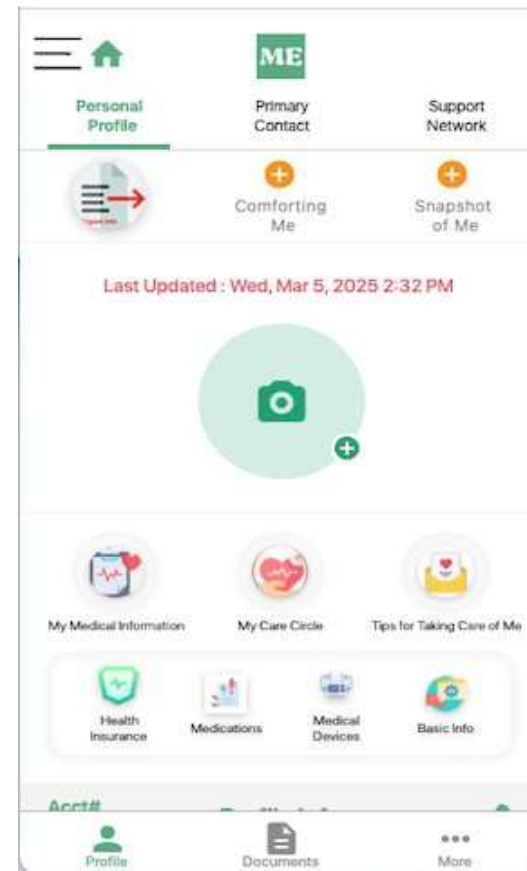 ME
Personal
Profile
Primary
Contact
Support
Network
Comforting
Me
Snapshot
of Me
Last Updated : Wed, Mar 5, 2025 2:32 PM
My Medical Information
My Care Circle
Tips for Taking Care of Me
Health
Insurance
Medications
Medical
Devices
Basic Info
Acct#
Profile
Documents
More